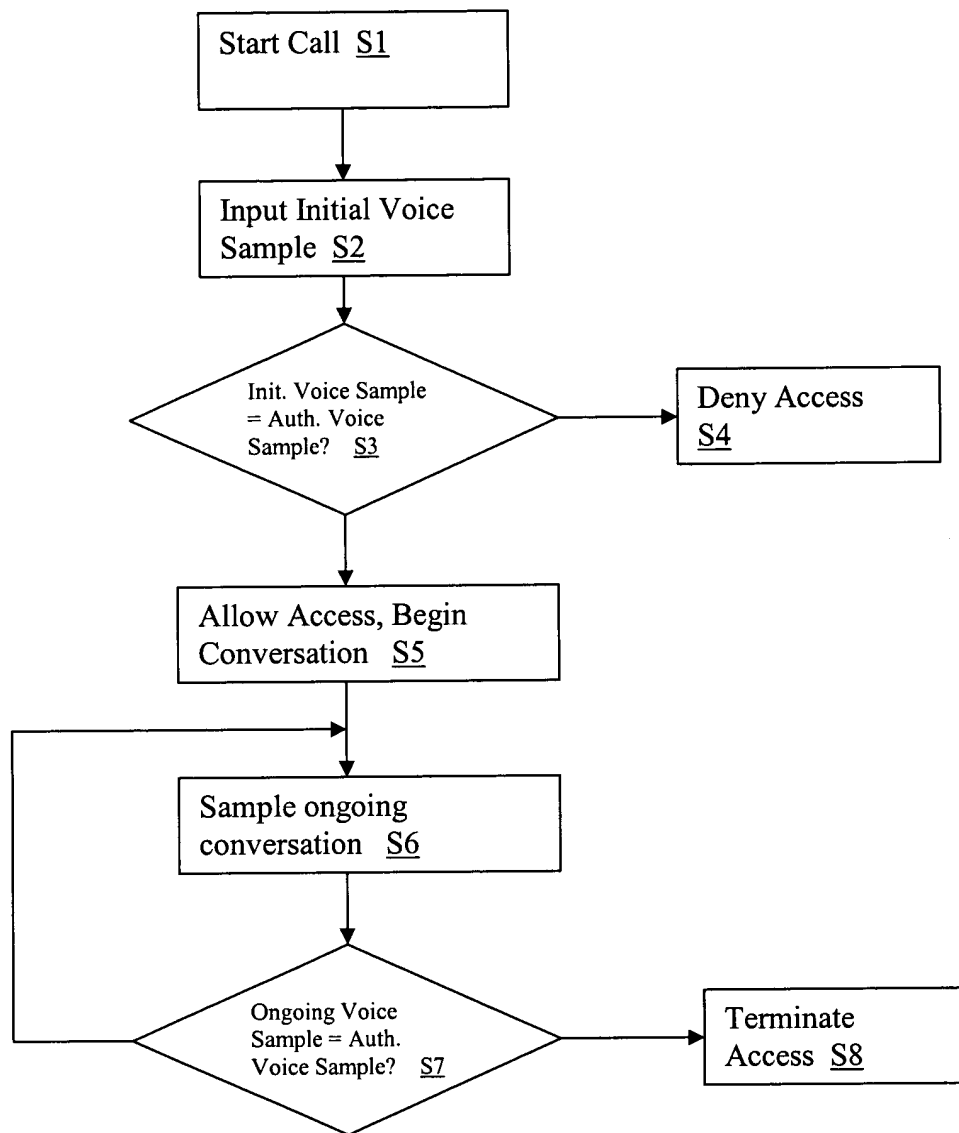 Start Call S1
Input Initial Voice
Sample S2
Init. Voice Sample
= Auth. Voice
Sample? S3
Deny Access
S4
Allow Access, Begin
Conversation S5
Sample ongoing
conversation S6
Ongoing Voice
Sample = Auth.
Voice Sample? S7
Terminate
Access S8